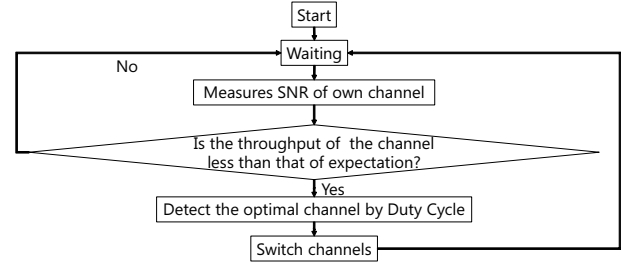 Start
Waiting
No
Measures SNR of own channel
Is the throughput of the channel
less than that of expectation?
Yes
Detect the optimal channel by Duty Cycle
Switch channels